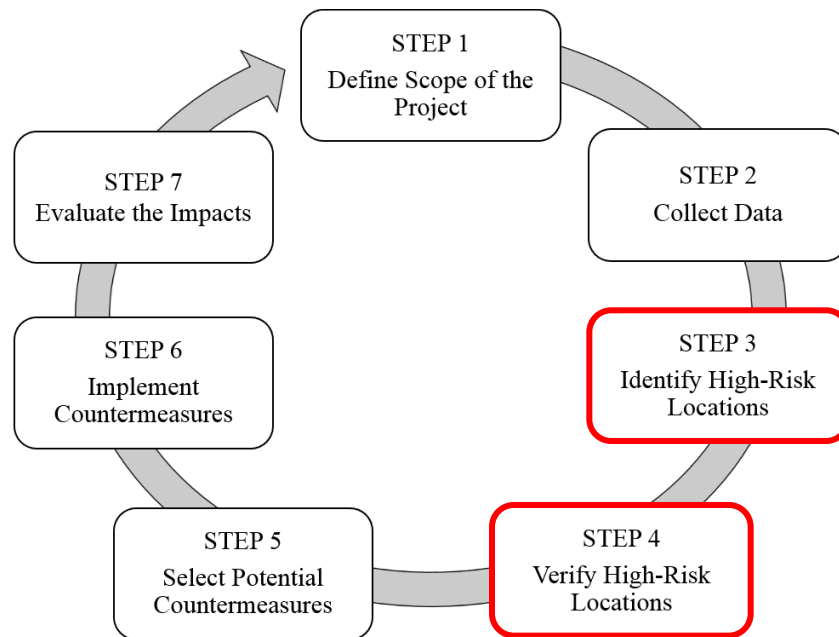 STEP 1
Define Scope of the
Project
STEP 2
Collect Data
STEP 3
Identify High-Risk
Locations
STEP 4
Verify High-Risk
Locations
STEP 5
Select Potential
Countermeasures
STEP 6
Implement
Countermeasures
STEP 7
Evaluate the Impacts